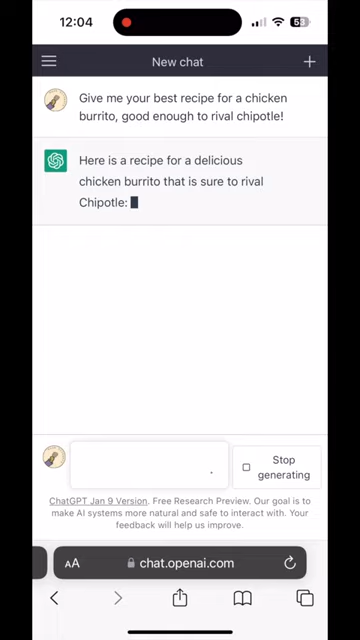 12:04
53
New chat
Give me your best recipe for a chicken
burrito, good enough to rival chipotle!
Here is a recipe for a delicious
chicken burrito that is sure to rival
Chipotle:
Stop
generating
ChatGPT Jan 9 Version. Free Research Preview. Our goal is to
make AI systems more natural and safe to interact with. Your
feedback will help us improve.
AA chat.openai.com